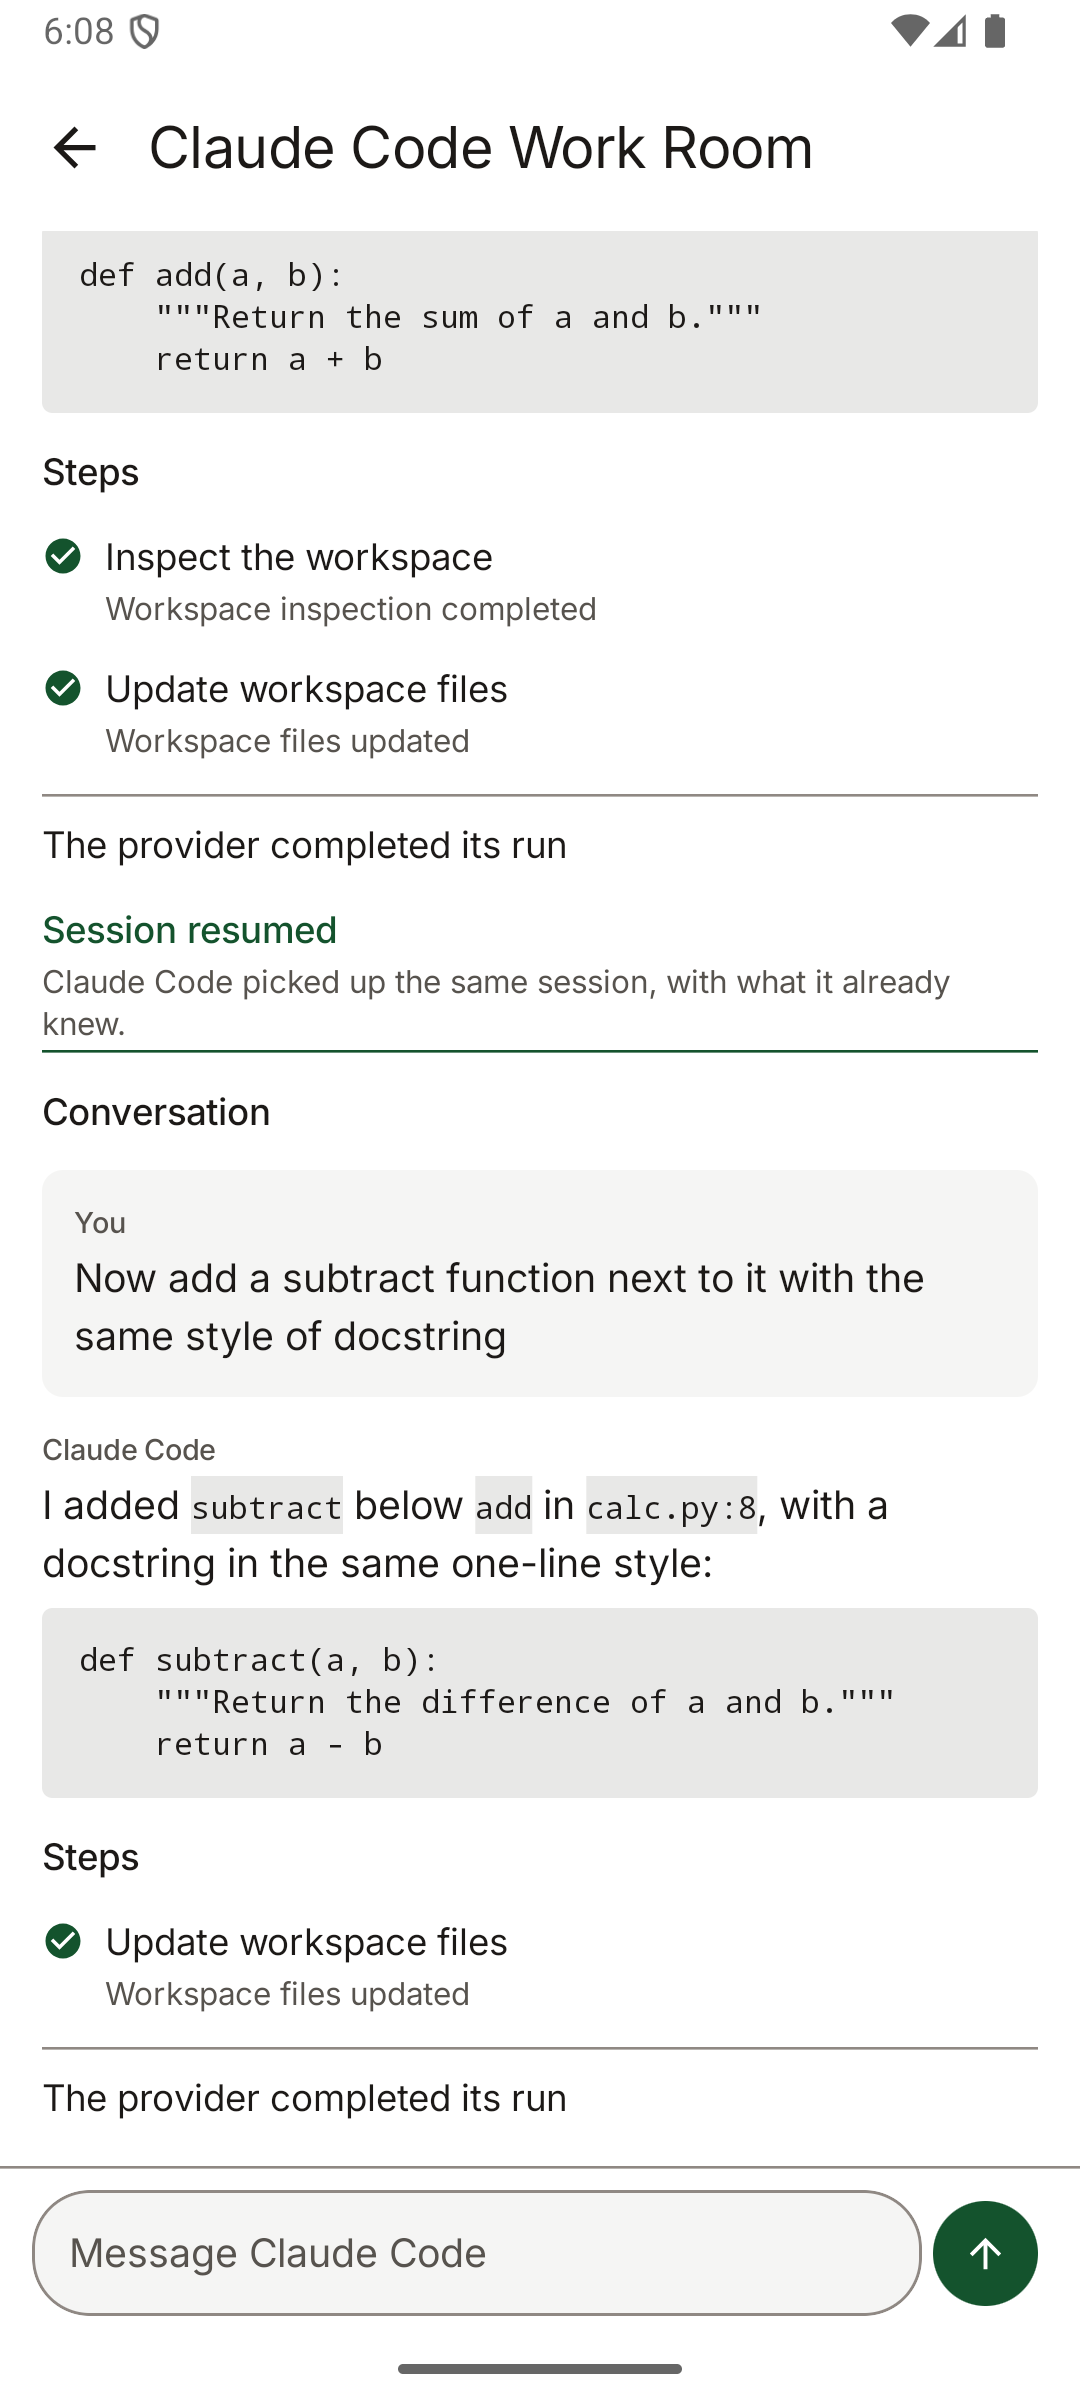 6:08
Claude Code Work Room
def add(a, b):
    """Return the sum of a and b."""
    return a + b
Steps
Inspect the workspace
Workspace inspection completed
Update workspace files
Workspace files updated
The provider completed its run
Session resumed
Claude Code picked up the same session, with what it already
knew.
Conversation
You
Now add a subtract function next to it with the
same style of docstring
Claude Code
I added subtract below add in calc.py:8, with a
docstring in the same one-line style:
def subtract(a, b):
    """Return the difference of a and b."""
    return a - b
Steps
Update workspace files
Workspace files updated
The provider completed its run
Message Claude Code